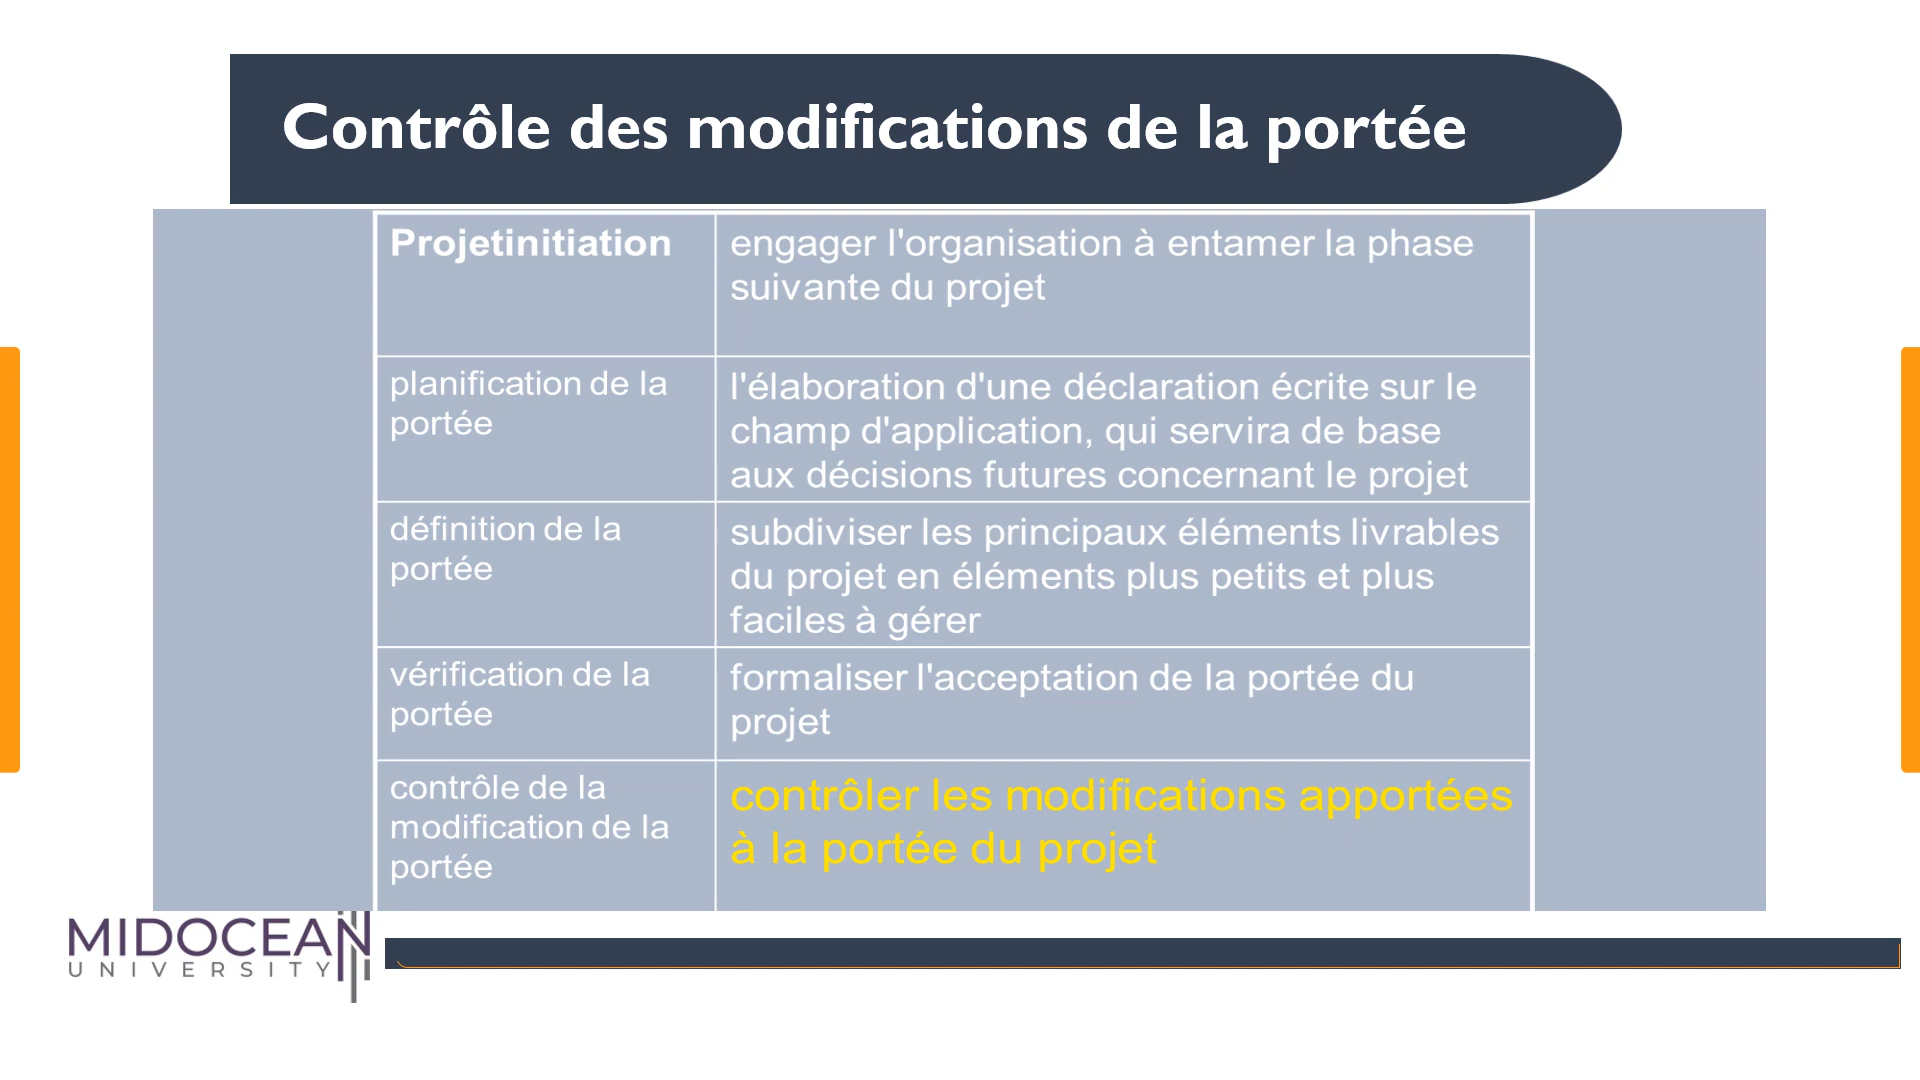 Contrôle des modifications de la portée
Projetinitiation
engager l'organisation à entamer la phase
suivante du projet
planification de la
portée
l'élaboration d'une déclaration écrite sur le
champ d'application, qui servira de base
aux décisions futures concernant le projet
définition de la
portée
subdiviser les principaux éléments livrables
du projet en éléments plus petits et plus
faciles à gérer
vérification de la
portée
formaliser l'acceptation de la portée du
projet
contrôle de la
modification de la
portée
contrôler les modifications apportées
à la portée du projet
MIDOCEAN
UNIVERSITY